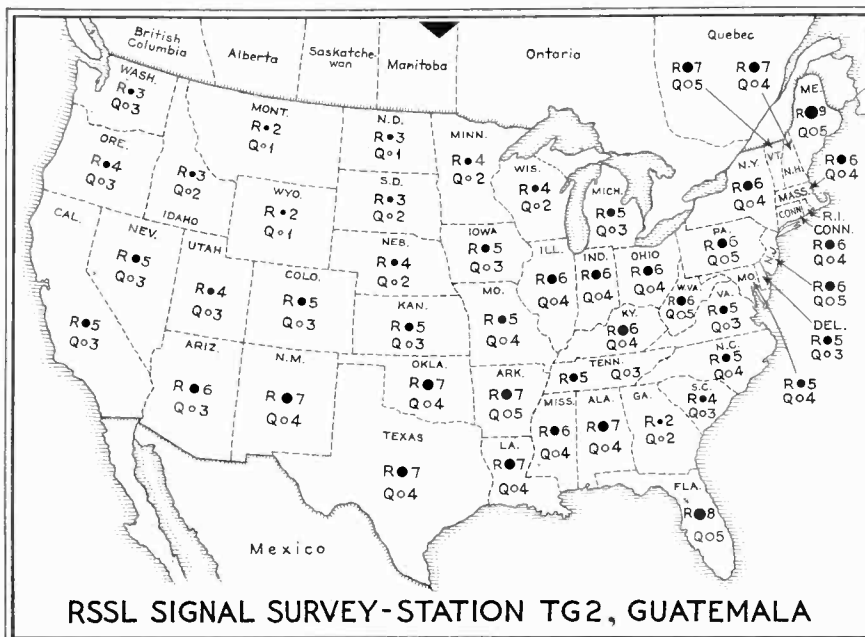 British
Columbia
Alberta
Saskatche-
wan
Manitoba
Ontario
Quebec
R●7
Q○5
R●7
Q○4
WASH.
R●3
Q○3
ORE.
R●4
Q○3
R●3
Q○2
IDAHO
MONT.
R●2
Q○1
WYO.
R●2
Q○1
N.D.
R●3
Q○1
S.D.
R●3
Q○2
NEB.
R●4
Q○2
MINN.
R●4
Q○2
WIS.
R●4
Q○2
MICH.
R●5
Q○3
IOWA
R●5
Q○3
ILL.
R●6
Q○4
IND.
R●6
Q○4
OHIO
R●6
Q○4
PA.
R●6
Q○5
N.Y.
R●6
Q○4
VT.
N.H.
ME.
R●9
Q○5
MASS.
R●6
Q○4
CONN.
R.I.
CONN.
R●6
Q○4
N.J.
R●6
Q○5
DEL.
R●5
Q○3
MO.
R●5
Q○4
W.VA
R●6
Q○5
VA.
R●5
Q○3
KY.
R●6
Q○4
TENN.
R●5
Q○3
N.C.
R●5
Q○4
S.C.
R●4
Q○3
GA.
R●2
Q○2
ALA.
R●7
Q○4
MISS.
R●6
Q○4
FLA.
R●8
Q○5
LA.
R●7
Q○4
ARK.
R●7
Q○5
MO.
R●5
Q○4
KAN.
R●5
Q○3
OKLA.
R●7
Q○4
TEXAS
R●7
Q○4
COLO.
R●5
Q○3
N.M.
R●7
Q○4
UTAH
R●4
Q○3
ARIZ.
R●6
Q○3
NEV.
R●5
Q○3
CAL.
R●5
Q○3
Mexico
RSSL SIGNAL SURVEY-STATION TG2, GUATEMALA